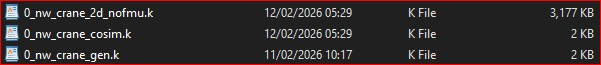 0_nw_crane_2d_nofmu.k 12/02/2026 05:29 K File 3,177 KB
0_nw_crane_cosim.k 12/02/2026 05:29 K File 2 KB
0_nw_crane_gen.k 11/02/2026 10:17 K File 2 KB